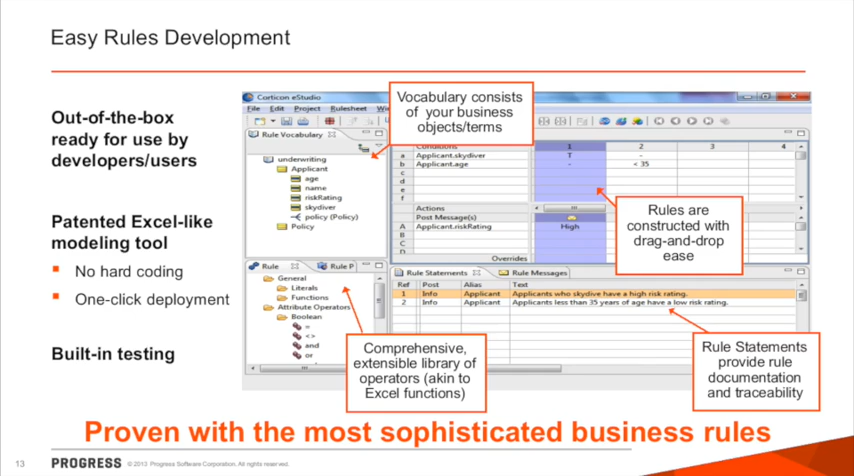 Easy Rules Development
Out-of-the-box
ready for use by
developers/users
Patented Excel-like
modeling tool
No hard coding
One-click deployment
Built-in testing
Corticon eStudio
File Edit Project Rulesheet
Vocabulary consists
of your business
objects/terms
Rule Vocabulary
underwriting
Applicant
age
name
riskRating
skydiver
policy (Policy)
Policy
Conditions 1 2 3 4
a Applicant.skydiver T -
b Applicant.age - < 35
c
d
e
f
Actions
Post Message(s)
A Applicant.riskRating High
B
C
D
Overrides
Rules are
constructed with
drag-and-drop
ease
Rule Rule P
General
Literals
Functions
Attribute Operators
Boolean
=
<>
and
or
Rule Statements Rule Messages
Ref Post Alias Text
1 Info Applicant Applicants who skydive have a high risk rating.
2 Info Applicant Applicants less than 35 years of age have a low risk rating.
Comprehensive,
extensible library of
operators (akin to
Excel functions)
Rule Statements
provide rule
documentation
and traceability
Proven with the most sophisticated business rules
13 PROGRESS © 2013 Progress Software Corporation. All rights reserved.